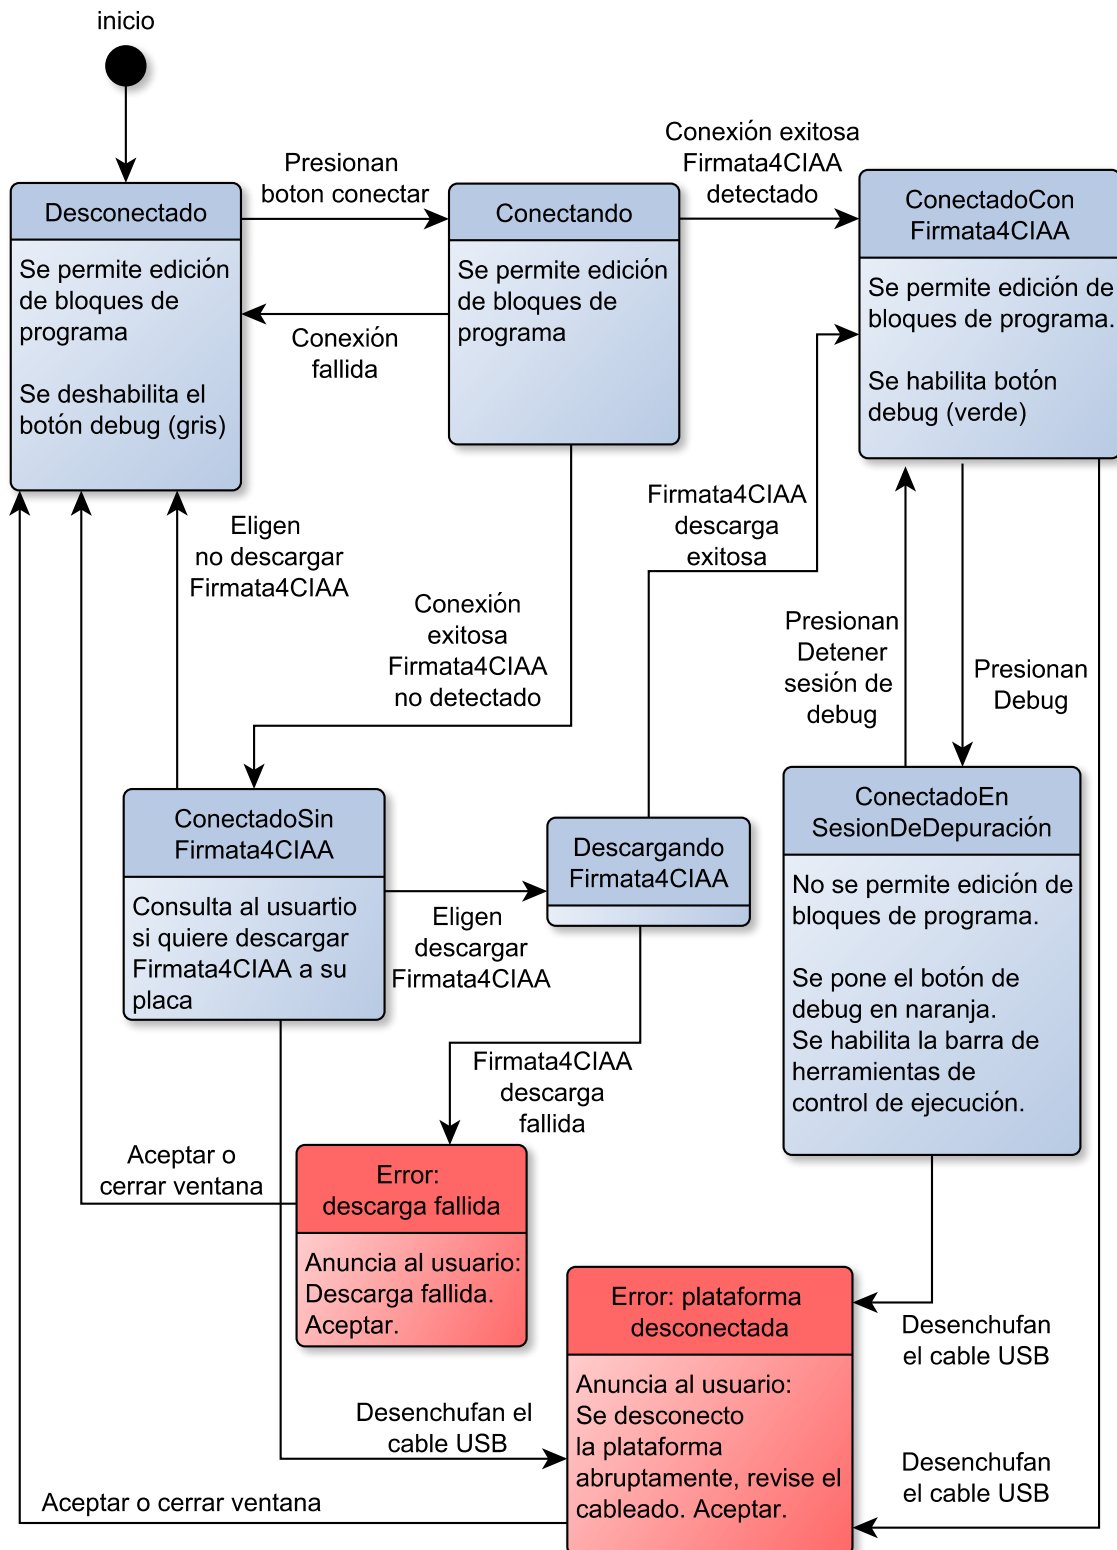 inicio
Presionan
boton conectar
Conexión exitosa
Firmata4CIAA
detectado
Desconectado
Se permite edición
de bloques de
programa
Se deshabilita el
botón debug (gris)
Conectando
Se permite edición
de bloques de
programa
ConectadoCon
Firmata4CIAA
Se permite edición de
bloques de programa.
Se habilita botón
debug (verde)
Conexión
fallida
Eligen
no descargar
Firmata4CIAA
Firmata4CIAA
descarga
exitosa
Conexión
exitosa
Firmata4CIAA
no detectado
Presionan
Detener
sesión de
debug
Presionan
Debug
ConectadoSin
Firmata4CIAA
Consulta al usuartio
si quiere descargar
Firmata4CIAA a su
placa
Eligen
descargar
Firmata4CIAA
Descargando
Firmata4CIAA
ConectadoEn
SesionDeDepuración
No se permite edición de
bloques de programa.
Se pone el botón de
debug en naranja.
Se habilita la barra de
herramientas de
control de ejecución.
Firmata4CIAA
descarga
fallida
Aceptar o
cerrar ventana
Error:
descarga fallida
Anuncia al usuario:
Descarga fallida.
Aceptar.
Error: plataforma
desconectada
Anuncia al usuario:
Se desconecto
la plataforma
abruptamente, revise el
cableado. Aceptar.
Desenchufan
el cable USB
Desenchufan el
cable USB
Desenchufan
el cable USB
Aceptar o cerrar ventana